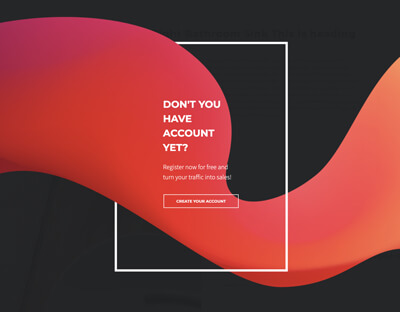 DON'T YOU
HAVE
ACCOUNT
YET?
Register now for free and
turn your traffic into sales!
CREATE YOUR ACCOUNT